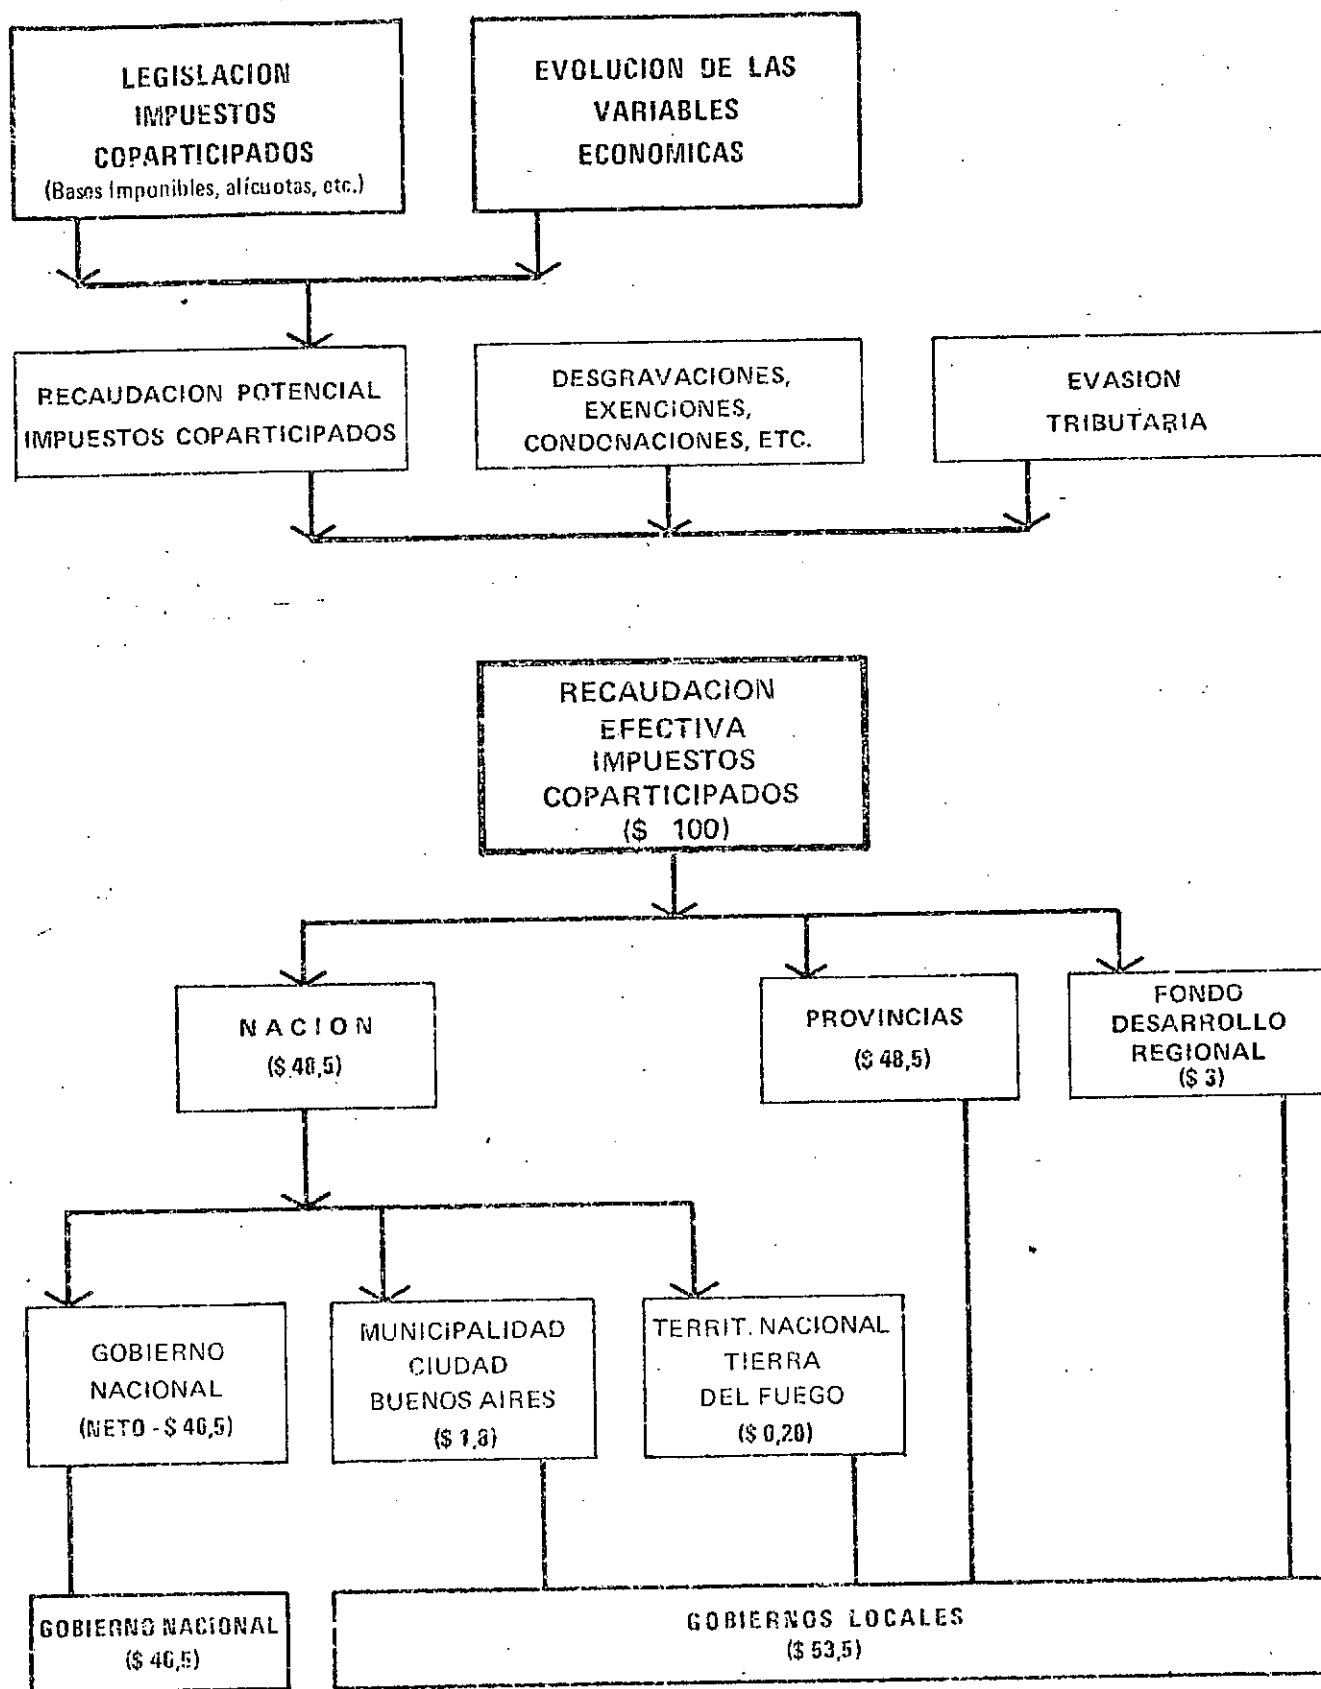 LEGISLACION
IMPUESTOS
COPARTICIPADOS
(Bases Imponibles, alícuotas, etc.)
EVOLUCION DE LAS
VARIABLES
ECONOMICAS
RECAUDACION POTENCIAL
IMPUESTOS COPARTICIPADOS
DESGRAVACIONES,
EXENCIONES,
CONDONACIONES, ETC.
EVASION
TRIBUTARIA
RECAUDACION
EFECTIVA
IMPUESTOS
COPARTICIPADOS
($ 100)
NACION
($ 48,5)
PROVINCIAS
($ 48,5)
FONDO
DESARROLLO
REGIONAL
($ 3)
GOBIERNO
NACIONAL
(NETO - $ 46,5)
MUNICIPALIDAD
CIUDAD
BUENOS AIRES
($ 1,8)
TERRIT. NACIONAL
TIERRA
DEL FUEGO
($ 0,20)
GOBIERNO NACIONAL
($ 46,5)
GOBIERNOS LOCALES
($ 53,5)